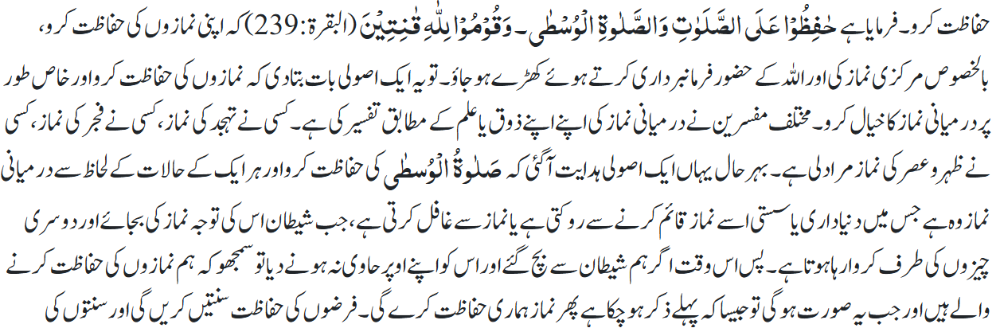 حفاظت کرو۔ فرمایا ہے حٰفِظُوْا عَلَی الصَّلَوٰتِ وَالصَّلٰوۃِ الْوُسْطٰی۔ وَقُوْمُوْا لِلّٰہِ قٰنِتِیْنَ (البقرۃ:239) کہ اپنی نمازوں کی حفاظت کرو،
بالخصوص مرکزی نماز کی اور اللہ کے حضور فرمانبرداری کرتے ہوئے کھڑے ہو جاؤ۔ تو یہ ایک اصولی بات بتا دی کہ نمازوں کی حفاظت کرو اور خاص طور
پر درمیانی نماز کا خیال کرو۔ مختلف مفسرین نے درمیانی نماز کی اپنے اپنے ذوق یا علم کے مطابق تفسیر کی ہے۔ کسی نے تہجد کی نماز، کسی نے فجر کی نماز، کسی
نے ظہر و عصر کی نماز مراد لی ہے۔ بہر حال یہاں ایک اصولی ہدایت آ گئی کہ صَلٰوۃُ الْوُسطٰی کی حفاظت کرو اور ہر ایک کے حالات کے لحاظ سے درمیانی
نماز وہ ہے جس میں دنیاداری یا سستی اسے نماز قائم کرنے سے روکتی ہے یا نماز سے غافل کرتی ہے، جب شیطان اس کی توجہ نماز کی بجائے اور دوسری
چیزوں کی طرف کروا رہا ہوتا ہے۔ پس اس وقت اگر ہم شیطان سے بچ گئے اور اس کو اپنے اوپر حاوی نہ ہونے دیا تو سمجھو کہ ہم نمازوں کی حفاظت کرنے
والے ہیں اور جب یہ صورت ہو گی تو جیسا کہ پہلے ذکر ہو چکا ہے پھر نماز ہماری حفاظت کرے گی۔ فرضوں کی حفاظت سنتیں کریں گی اور سنتوں کی